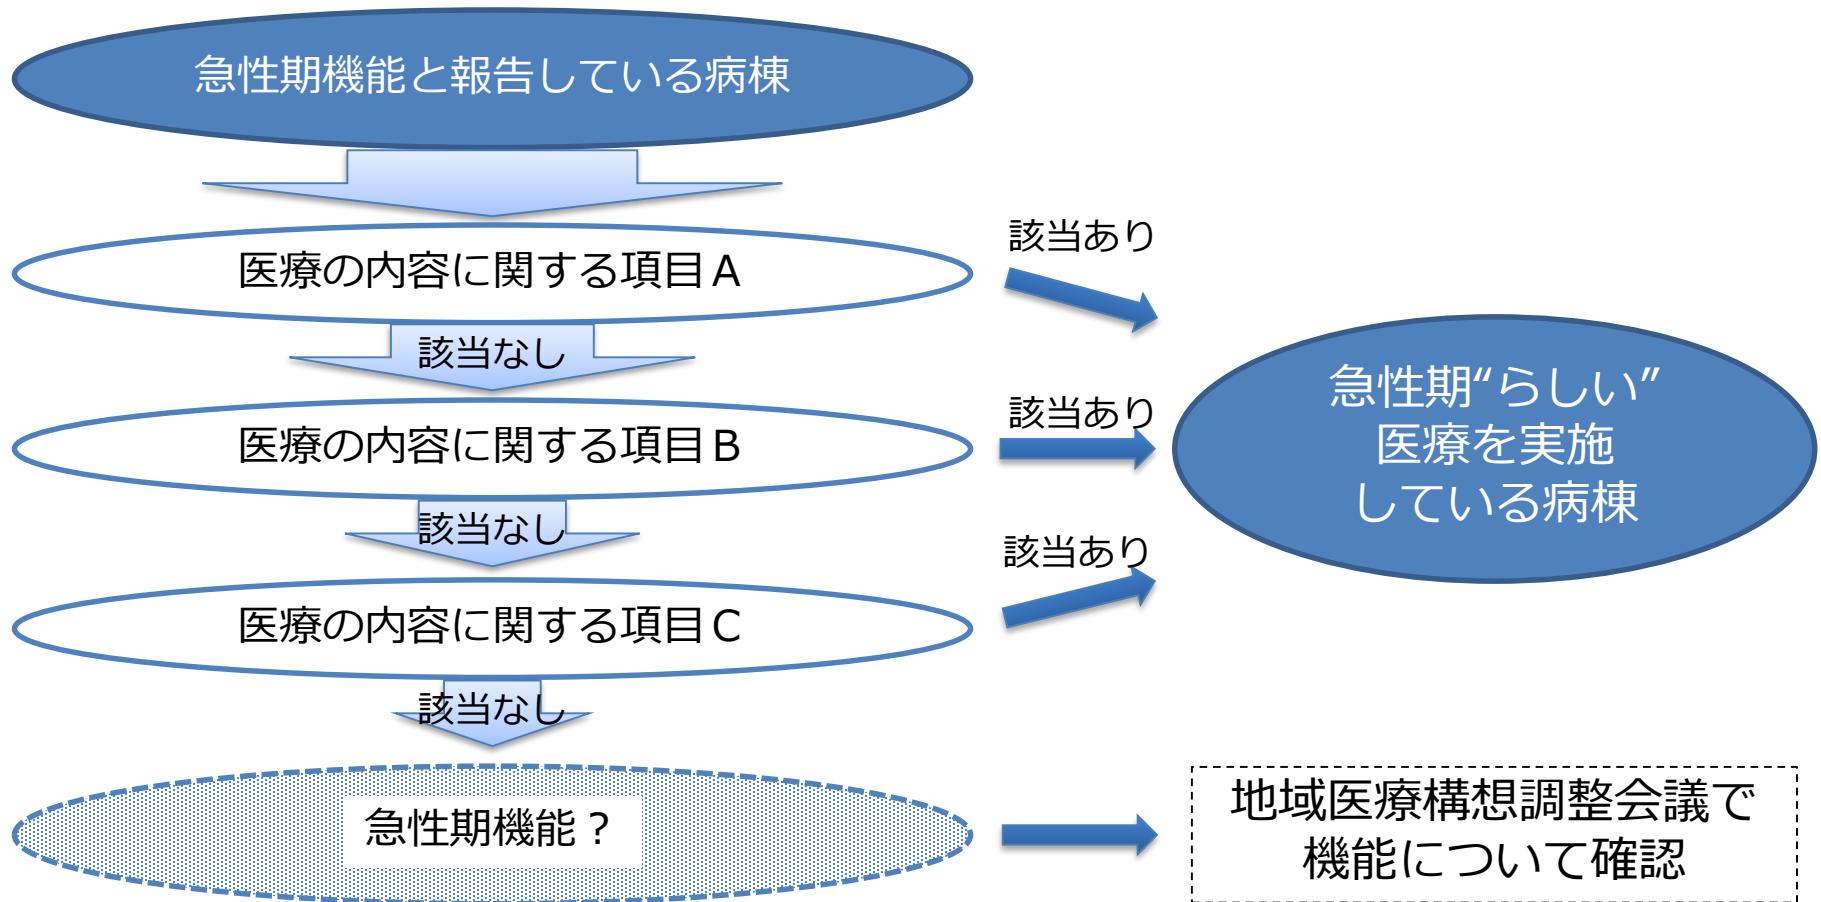 急性期機能と報告している病棟
医療の内容に関する項目A
該当あり
該当なし
医療の内容に関する項目B
該当あり
該当なし
医療の内容に関する項目C
該当あり
該当なし
急性期“らしい”
医療を実施
している病棟
急性期機能？
地域医療構想調整会議で
機能について確認